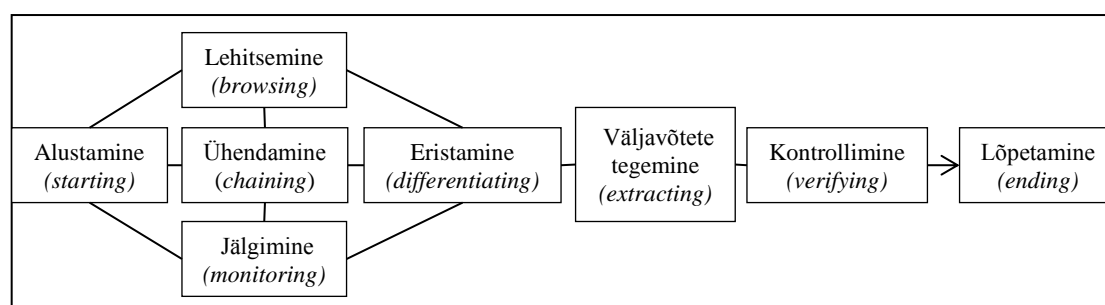 Lehitsemine
(browsing)
Alustamine
(starting)
Ühendamine
(chaining)
Eristamine
(differentiating)
Väljavõtete
tegemine
(extracting)
Kontrollimine
(verifying)
Lõpetamine
(ending)
Jälgimine
(monitoring)